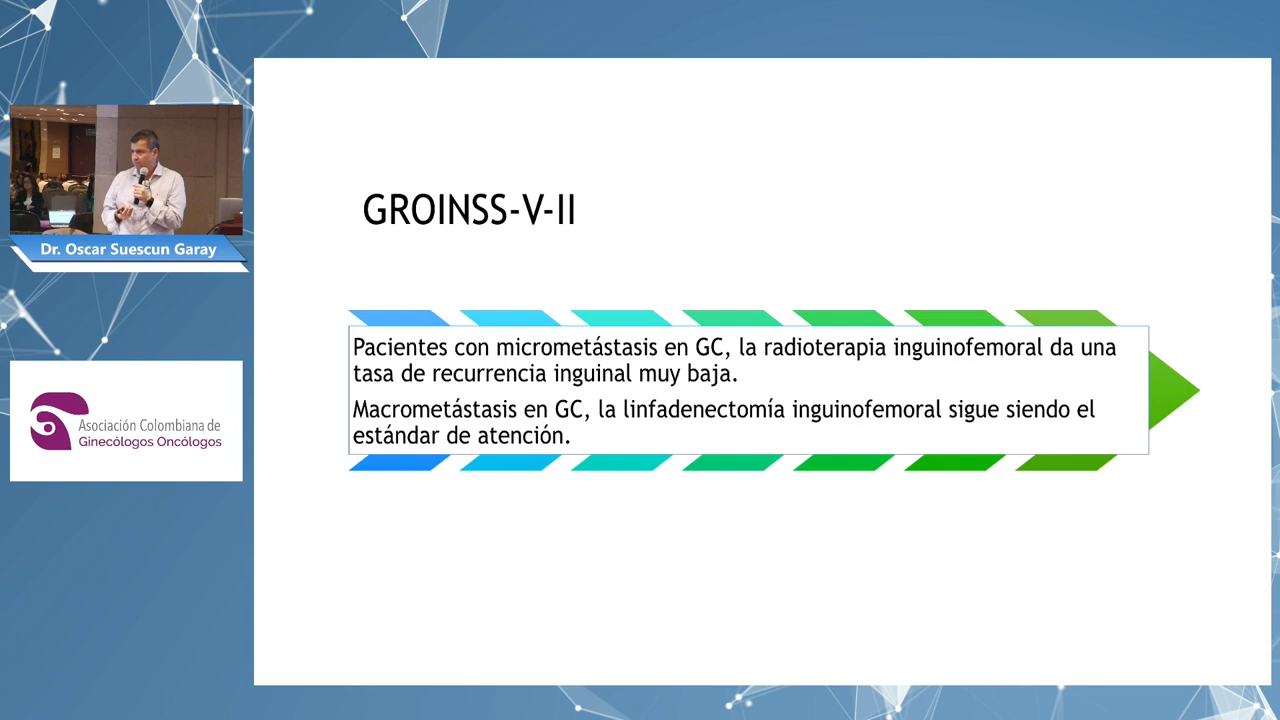 GROINSS-V-II
Dr. Oscar Suescun Garay
Pacientes con micrometástasis en GC, la radioterapia inguinofemoral da una
tasa de recurrencia inguinal muy baja.
Macrometástasis en GC, la linfadenectomía inguinofemoral sigue siendo el
estándar de atención.
Asociación Colombiana de
Ginecólogos Oncólogos